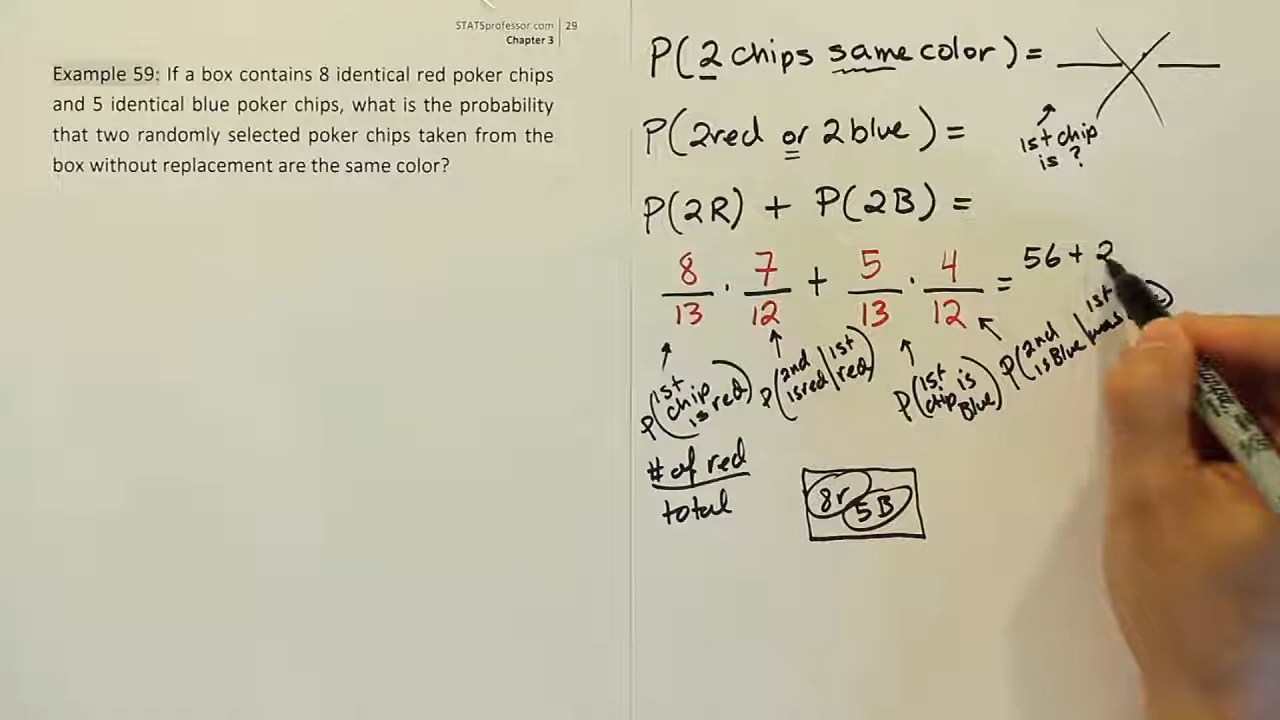 STATSprofessor.com 29
Chapter 3
Example 59: If a box contains 8 identical red poker chips
and 5 identical blue poker chips, what is the probability
that two randomly selected poker chips taken from the
box without replacement are the same color?
P(2 chips same color) =
1st chip
is ?
P(2red or 2blue) =
P(2R) + P(2B) =
8/13 · 7/12 + 5/13 · 4/12 = 56 + 2
P(1st chip is red)
P(2nd is red | 1st red)
P(1st chip is Blue)
P(2nd is Blue | 1st was
# of red
total
8r 5B